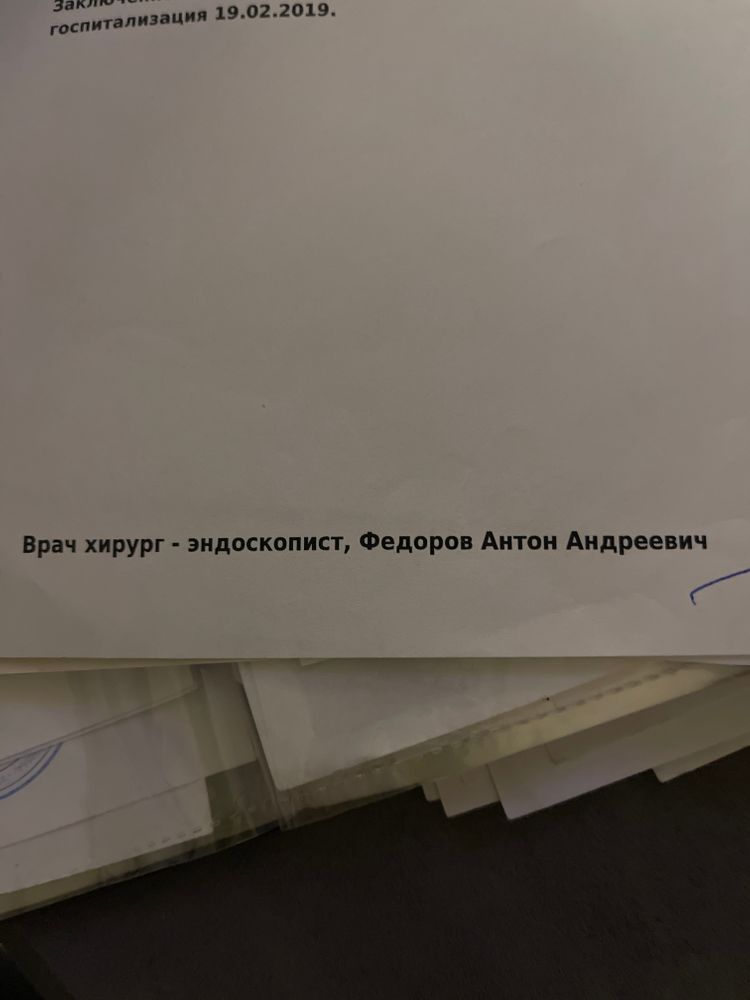 госпитализация 19.02.2019.
Врач хирург - эндоскопист, Федоров Антон Андреевич